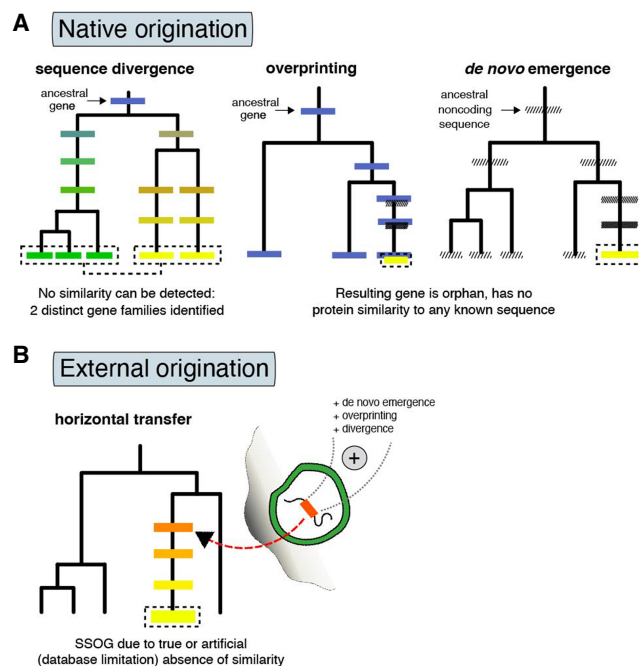 A
Native origination
sequence divergence
overprinting
de novo emergence
ancestral
gene
ancestral
gene
ancestral
noncoding
sequence
No similarity can be detected:
2 distinct gene families identified
Resulting gene is orphan, has no
protein similarity to any known sequence
B
External origination
horizontal transfer
+ de novo emergence
+ overprinting
+ divergence
+
SSOG due to true or artificial
(database limitation) absence of similarity